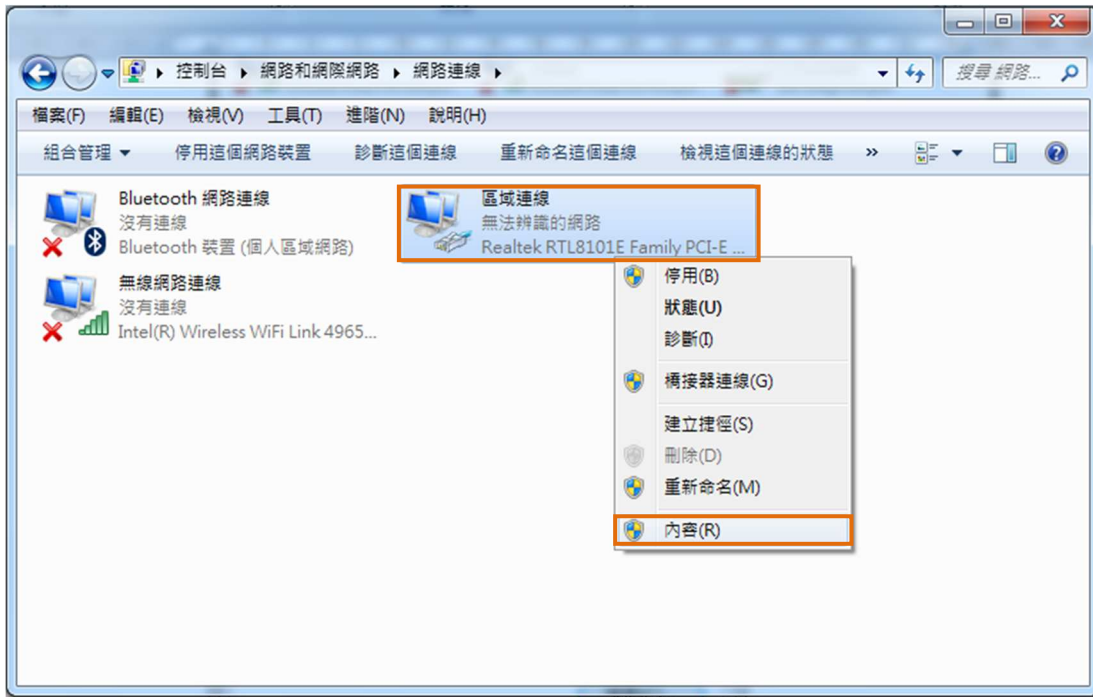 控制台 ▸ 網路和網際網路 ▸ 網路連線 ▸
搜尋 網路...
檔案(F) 編輯(E) 檢視(V) 工具(T) 進階(N) 說明(H)
組合管理 ▼ 停用這個網路裝置 診斷這個連線 重新命名這個連線 檢視這個連線的狀態 »
Bluetooth 網路連線
沒有連線
Bluetooth 裝置 (個人區域網路)
區域連線
無法辨識的網路
Realtek RTL8101E Family PCI-E ...
無線網路連線
沒有連線
Intel(R) Wireless WiFi Link 4965...
停用(B)
狀態(U)
診斷(I)
橋接器連線(G)
建立捷徑(S)
刪除(D)
重新命名(M)
內容(R)